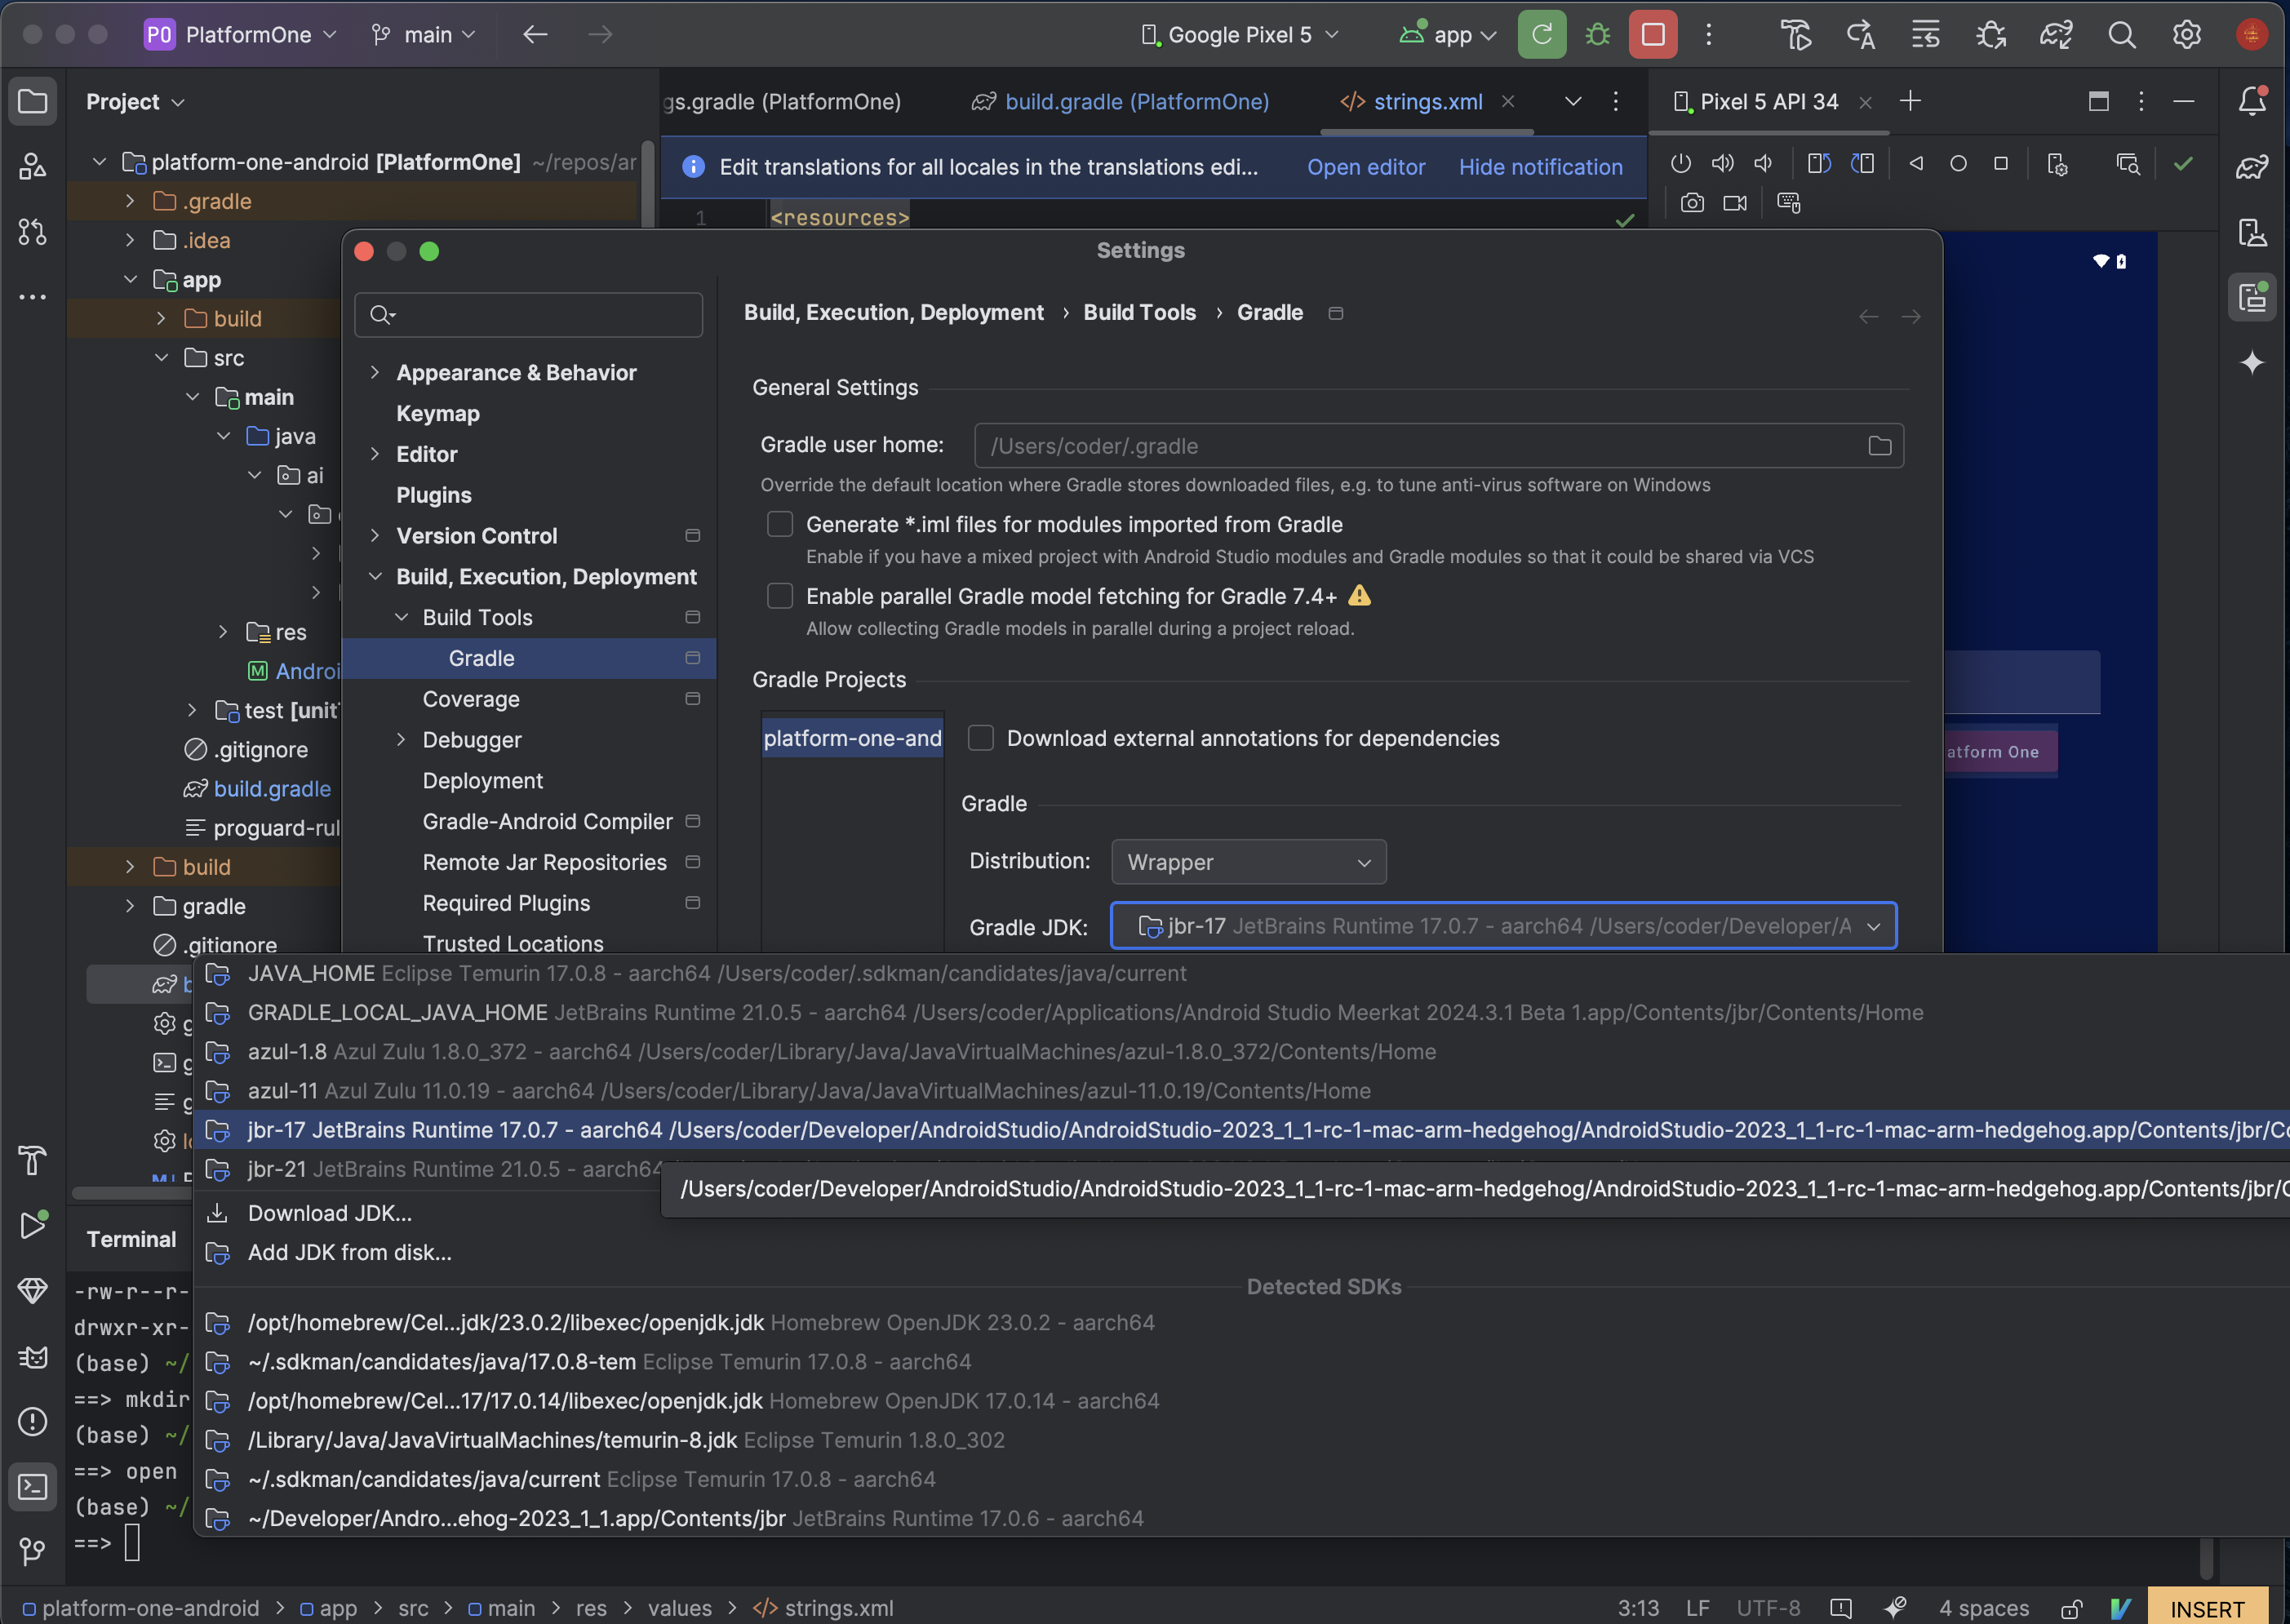 PO PlatformOne main Google Pixel 5 app
Project
gs.gradle (PlatformOne) build.gradle (PlatformOne) </> strings.xml Pixel 5 API 34
platform-one-android [PlatformOne] ~/repos/ar
Edit translations for all locales in the translations edi... Open editor Hide notification
.gradle
1 <resources>
.idea
app
build
src
main
java
ai
res
M Androi
test [unit
.gitignore
build.gradle
proguard-rul
build
gradle
.gitignore
Settings
Build, Execution, Deployment › Build Tools › Gradle
Appearance & Behavior
Keymap
Editor
Plugins
Version Control
Build, Execution, Deployment
Build Tools
Gradle
Coverage
Debugger
Deployment
Gradle-Android Compiler
Remote Jar Repositories
Required Plugins
Trusted Locations
General Settings
Gradle user home: /Users/coder/.gradle
Override the default location where Gradle stores downloaded files, e.g. to tune anti-virus software on Windows
Generate *.iml files for modules imported from Gradle
Enable if you have a mixed project with Android Studio modules and Gradle modules so that it could be shared via VCS
Enable parallel Gradle model fetching for Gradle 7.4+
Allow collecting Gradle models in parallel during a project reload.
Gradle Projects
platform-one-and
Download external annotations for dependencies
Gradle
Distribution: Wrapper
Gradle JDK: jbr-17 JetBrains Runtime 17.0.7 - aarch64 /Users/coder/Developer/A
atform One
JAVA_HOME Eclipse Temurin 17.0.8 - aarch64 /Users/coder/.sdkman/candidates/java/current
GRADLE_LOCAL_JAVA_HOME JetBrains Runtime 21.0.5 - aarch64 /Users/coder/Applications/Android Studio Meerkat 2024.3.1 Beta 1.app/Contents/jbr/Contents/Home
azul-1.8 Azul Zulu 1.8.0_372 - aarch64 /Users/coder/Library/Java/JavaVirtualMachines/azul-1.8.0_372/Contents/Home
azul-11 Azul Zulu 11.0.19 - aarch64 /Users/coder/Library/Java/JavaVirtualMachines/azul-11.0.19/Contents/Home
jbr-17 JetBrains Runtime 17.0.7 - aarch64 /Users/coder/Developer/AndroidStudio/AndroidStudio-2023_1_1-rc-1-mac-arm-hedgehog/AndroidStudio-2023_1_1-rc-1-mac-arm-hedgehog.app/Contents/jbr/Co
jbr-21 JetBrains Runtime 21.0.5 - aarch64
/Users/coder/Developer/AndroidStudio/AndroidStudio-2023_1_1-rc-1-mac-arm-hedgehog/AndroidStudio-2023_1_1-rc-1-mac-arm-hedgehog.app/Contents/jbr/C
Download JDK...
Add JDK from disk...
Detected SDKs
/opt/homebrew/Cel...jdk/23.0.2/libexec/openjdk.jdk Homebrew OpenJDK 23.0.2 - aarch64
~/.sdkman/candidates/java/17.0.8-tem Eclipse Temurin 17.0.8 - aarch64
/opt/homebrew/Cel...17/17.0.14/libexec/openjdk.jdk Homebrew OpenJDK 17.0.14 - aarch64
/Library/Java/JavaVirtualMachines/temurin-8.jdk Eclipse Temurin 1.8.0_302
~/.sdkman/candidates/java/current Eclipse Temurin 17.0.8 - aarch64
~/Developer/Andro...ehog-2023_1_1.app/Contents/jbr JetBrains Runtime 17.0.6 - aarch64
Terminal
-rw-r--r-
drwxr-xr-
(base) ~/
==> mkdir
(base) ~/
==> open
(base) ~/
==>
platform-one-android > app > src > main > res > values > </> strings.xml 3:13 LF UTF-8 4 spaces INSERT